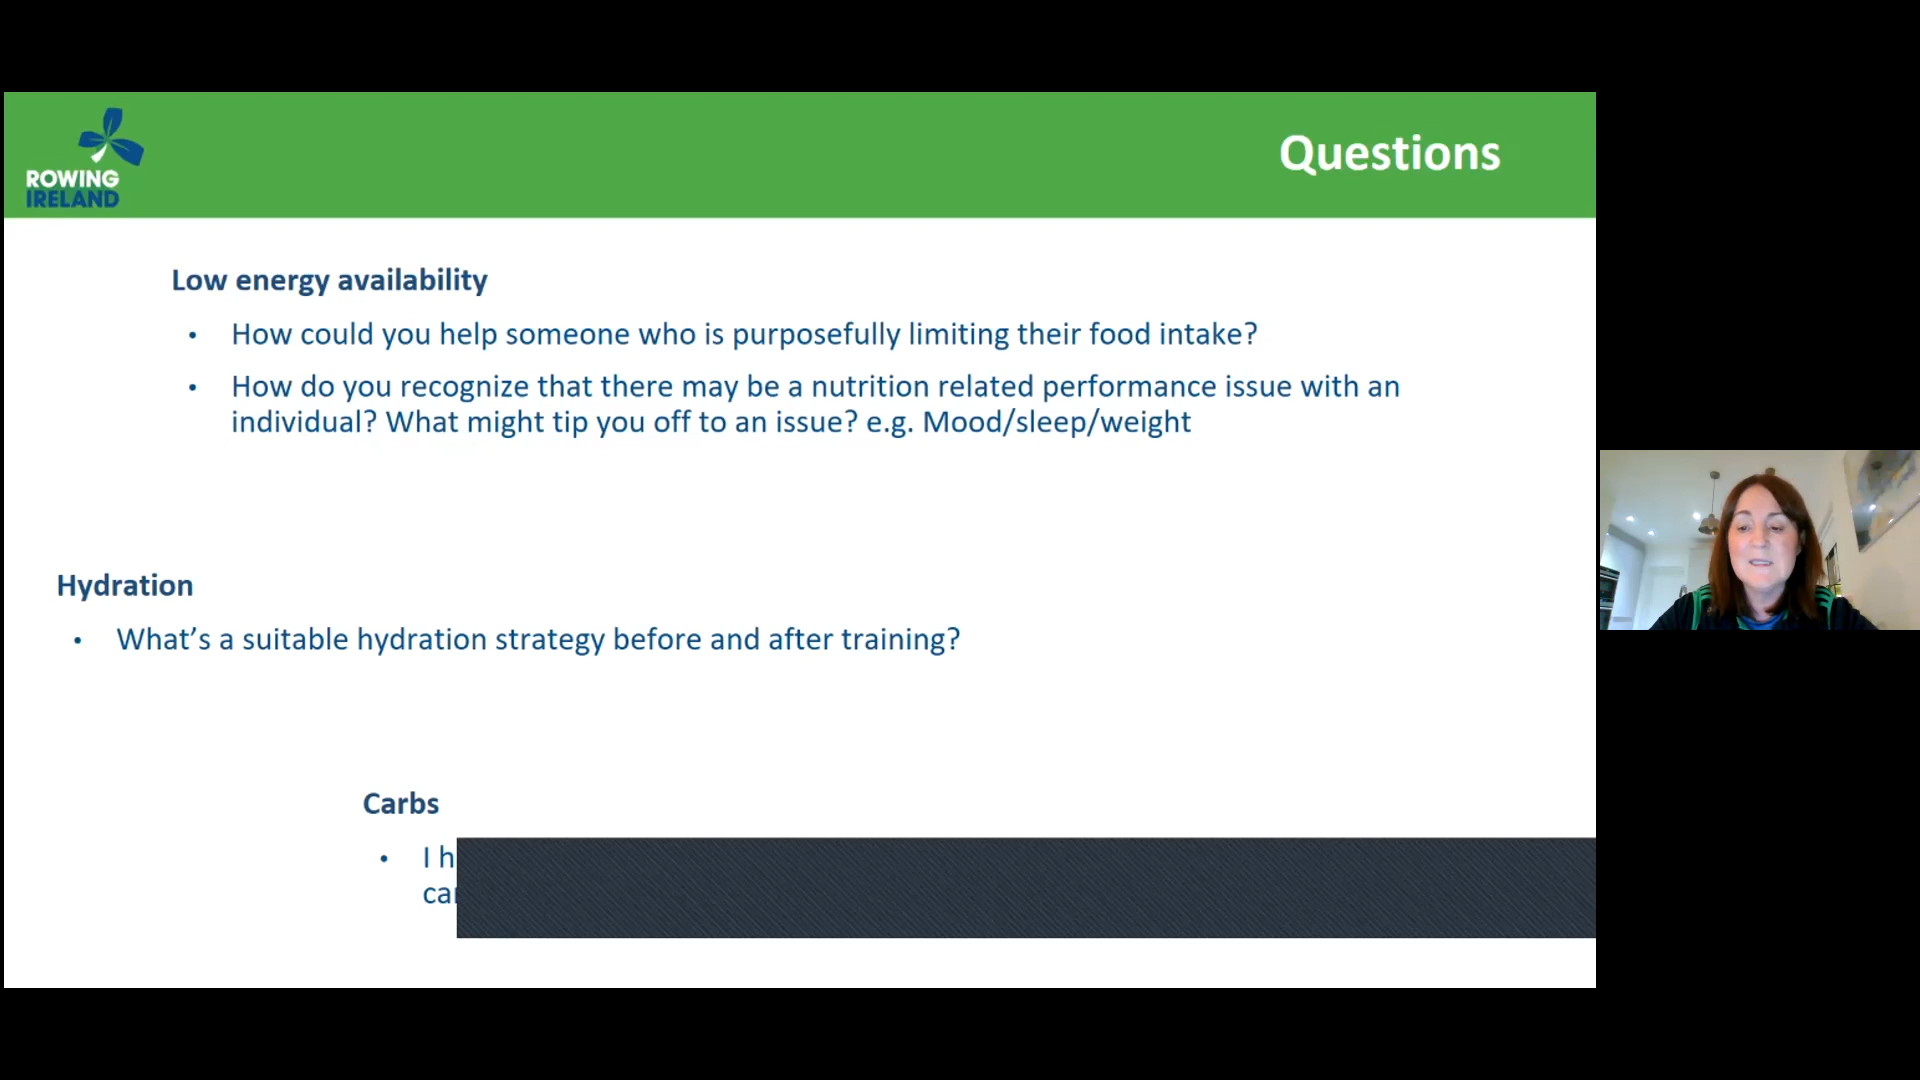 ROWING
IRELAND
Questions
Low energy availability
• How could you help someone who is purposefully limiting their food intake?
• How do you recognize that there may be a nutrition related performance issue with an
individual? What might tip you off to an issue? e.g. Mood/sleep/weight
Hydration
• What's a suitable hydration strategy before and after training?
Carbs
• I h